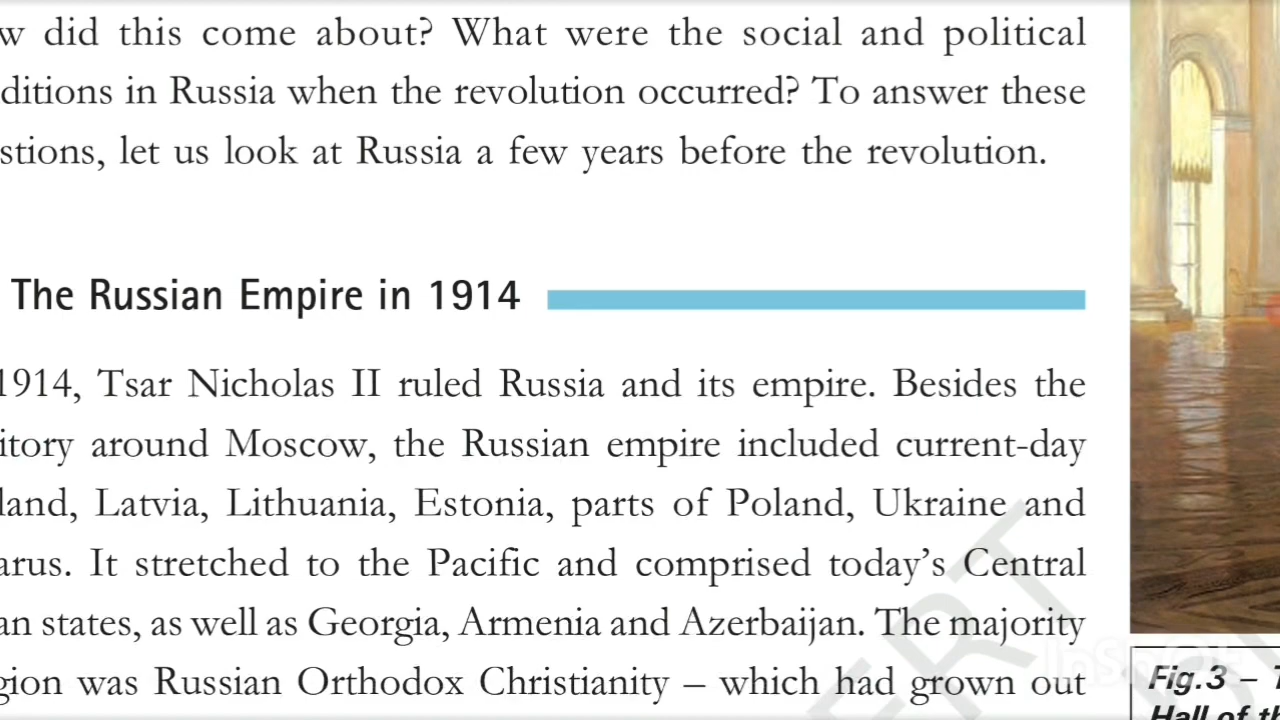 w did this come about? What were the social and political
ditions in Russia when the revolution occurred? To answer these
stions, let us look at Russia a few years before the revolution.
The Russian Empire in 1914
1914, Tsar Nicholas II ruled Russia and its empire. Besides the
itory around Moscow, the Russian empire included current-day
land, Latvia, Lithuania, Estonia, parts of Poland, Ukraine and
arus. It stretched to the Pacific and comprised today's Central
an states, as well as Georgia, Armenia and Azerbaijan. The majority
gion was Russian Orthodox Christianity – which had grown out
Fig.3 – T
Hall of th
InShOt